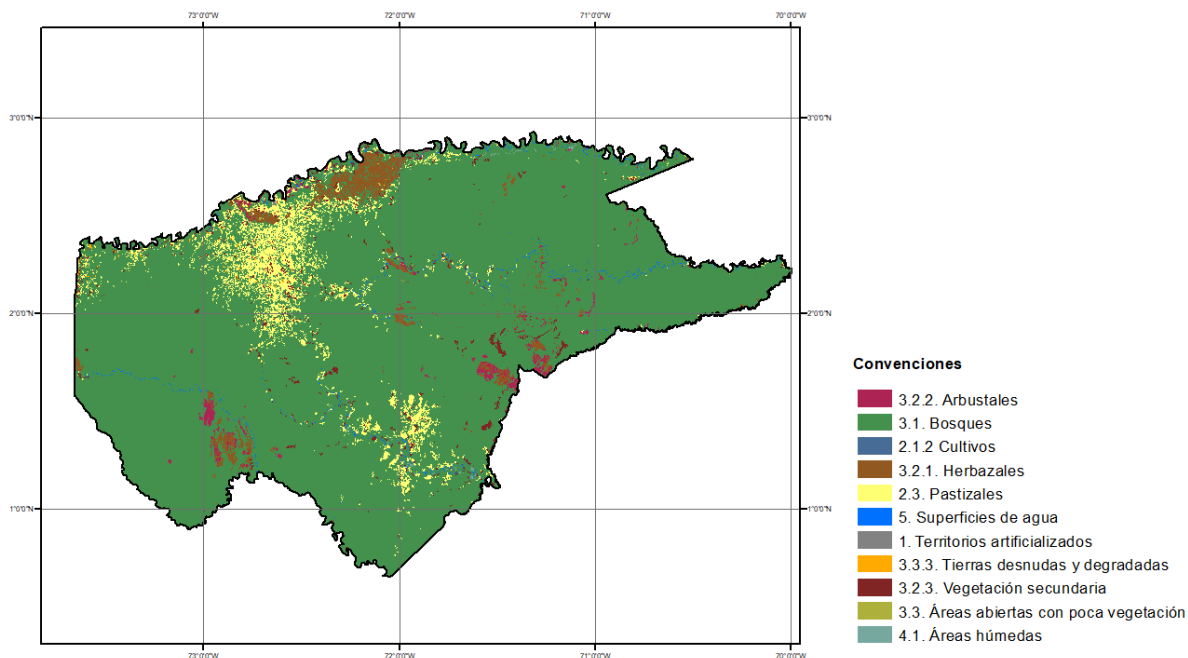 73°0'0"W 72°0'0"W 71°0'0"W 70°0'0"W
3°0'0"N 3°0'0"N
2°0'0"N 2°0'0"N
Convenciones
3.2.2. Arbustales
3.1. Bosques
2.1.2 Cultivos
3.2.1. Herbazales
2.3. Pastizales
1°0'0"N 1°0'0"N
5. Superficies de agua
1. Territorios artificializados
3.3.3. Tierras desnudas y degradadas
3.2.3. Vegetación secundaria
3.3. Áreas abiertas con poca vegetación
4.1. Áreas húmedas
73°0'0"W 72°0'0"W 71°0'0"W 70°0'0"W